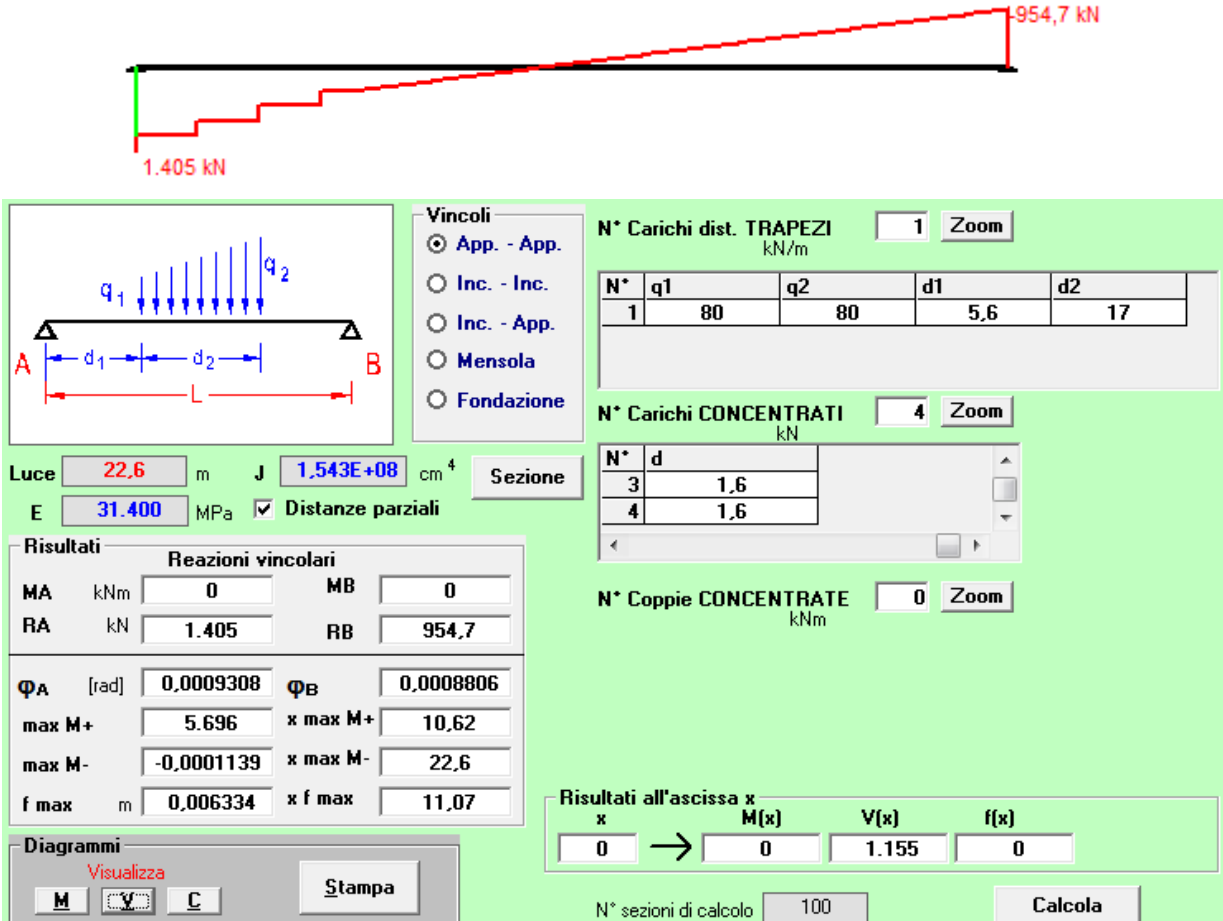 -954,7 kN
1.405 kN
q1
q2
A
d1
d2
B
L
Vincoli
App. - App.
Inc. - Inc.
Inc. - App.
Mensola
Fondazione
N° Carichi dist. TRAPEZI 1 Zoom
kN/m
N° q1 q2 d1 d2
1 80 80 5,6 17
N° Carichi CONCENTRATI 4 Zoom
kN
N° d
3 1,6
4 1,6
N° Coppie CONCENTRATE 0 Zoom
kNm
Luce 22,6 m J 1,543E+08 cm4 Sezione
E 31.400 MPa Distanze parziali
Risultati
Reazioni vincolari
MA kNm 0 MB 0
RA kN 1.405 RB 954,7
φA [rad] 0,0009308 φB 0,0008806
max M+ 5.696 x max M+ 10,62
max M- -0,0001139 x max M- 22,6
f max m 0,006334 x f max 11,07
Risultati all'ascissa x
x M(x) V(x) f(x)
0 0 1.155 0
Diagrammi
Visualizza
M V C Stampa
N° sezioni di calcolo 100 Calcola